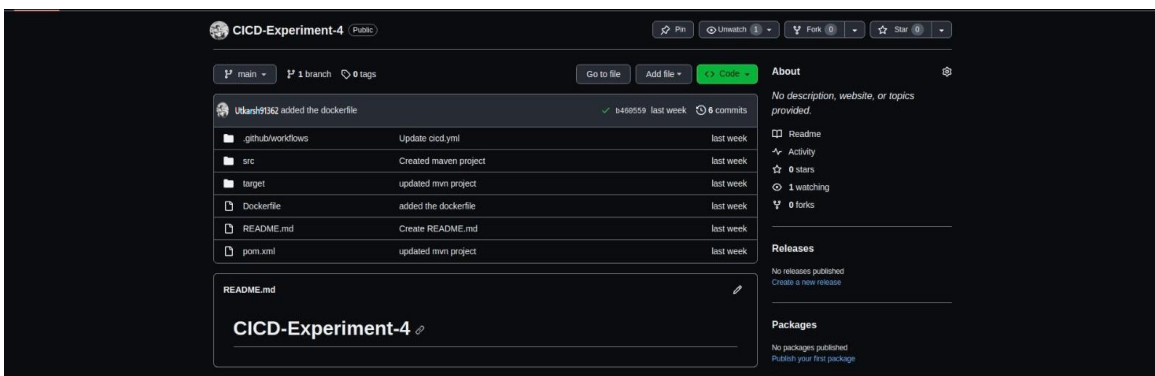 CICD-Experiment-4 Public
Pin Unwatch 1 Fork 0 Star 0
main 1 branch 0 tags Go to file Add file <> Code
Utkarsh91362 added the dockerfile b460559 last week 6 commits
.github/workflows Update cicd.yml last week
src Created maven project last week
target updated mvn project last week
Dockerfile added the dockerfile last week
README.md Create README.md last week
pom.xml updated mvn project last week
README.md
CICD-Experiment-4
About
No description, website, or topics
provided.
Readme
Activity
0 stars
1 watching
0 forks
Releases
No releases published
Create a new release
Packages
No packages published
Publish your first package